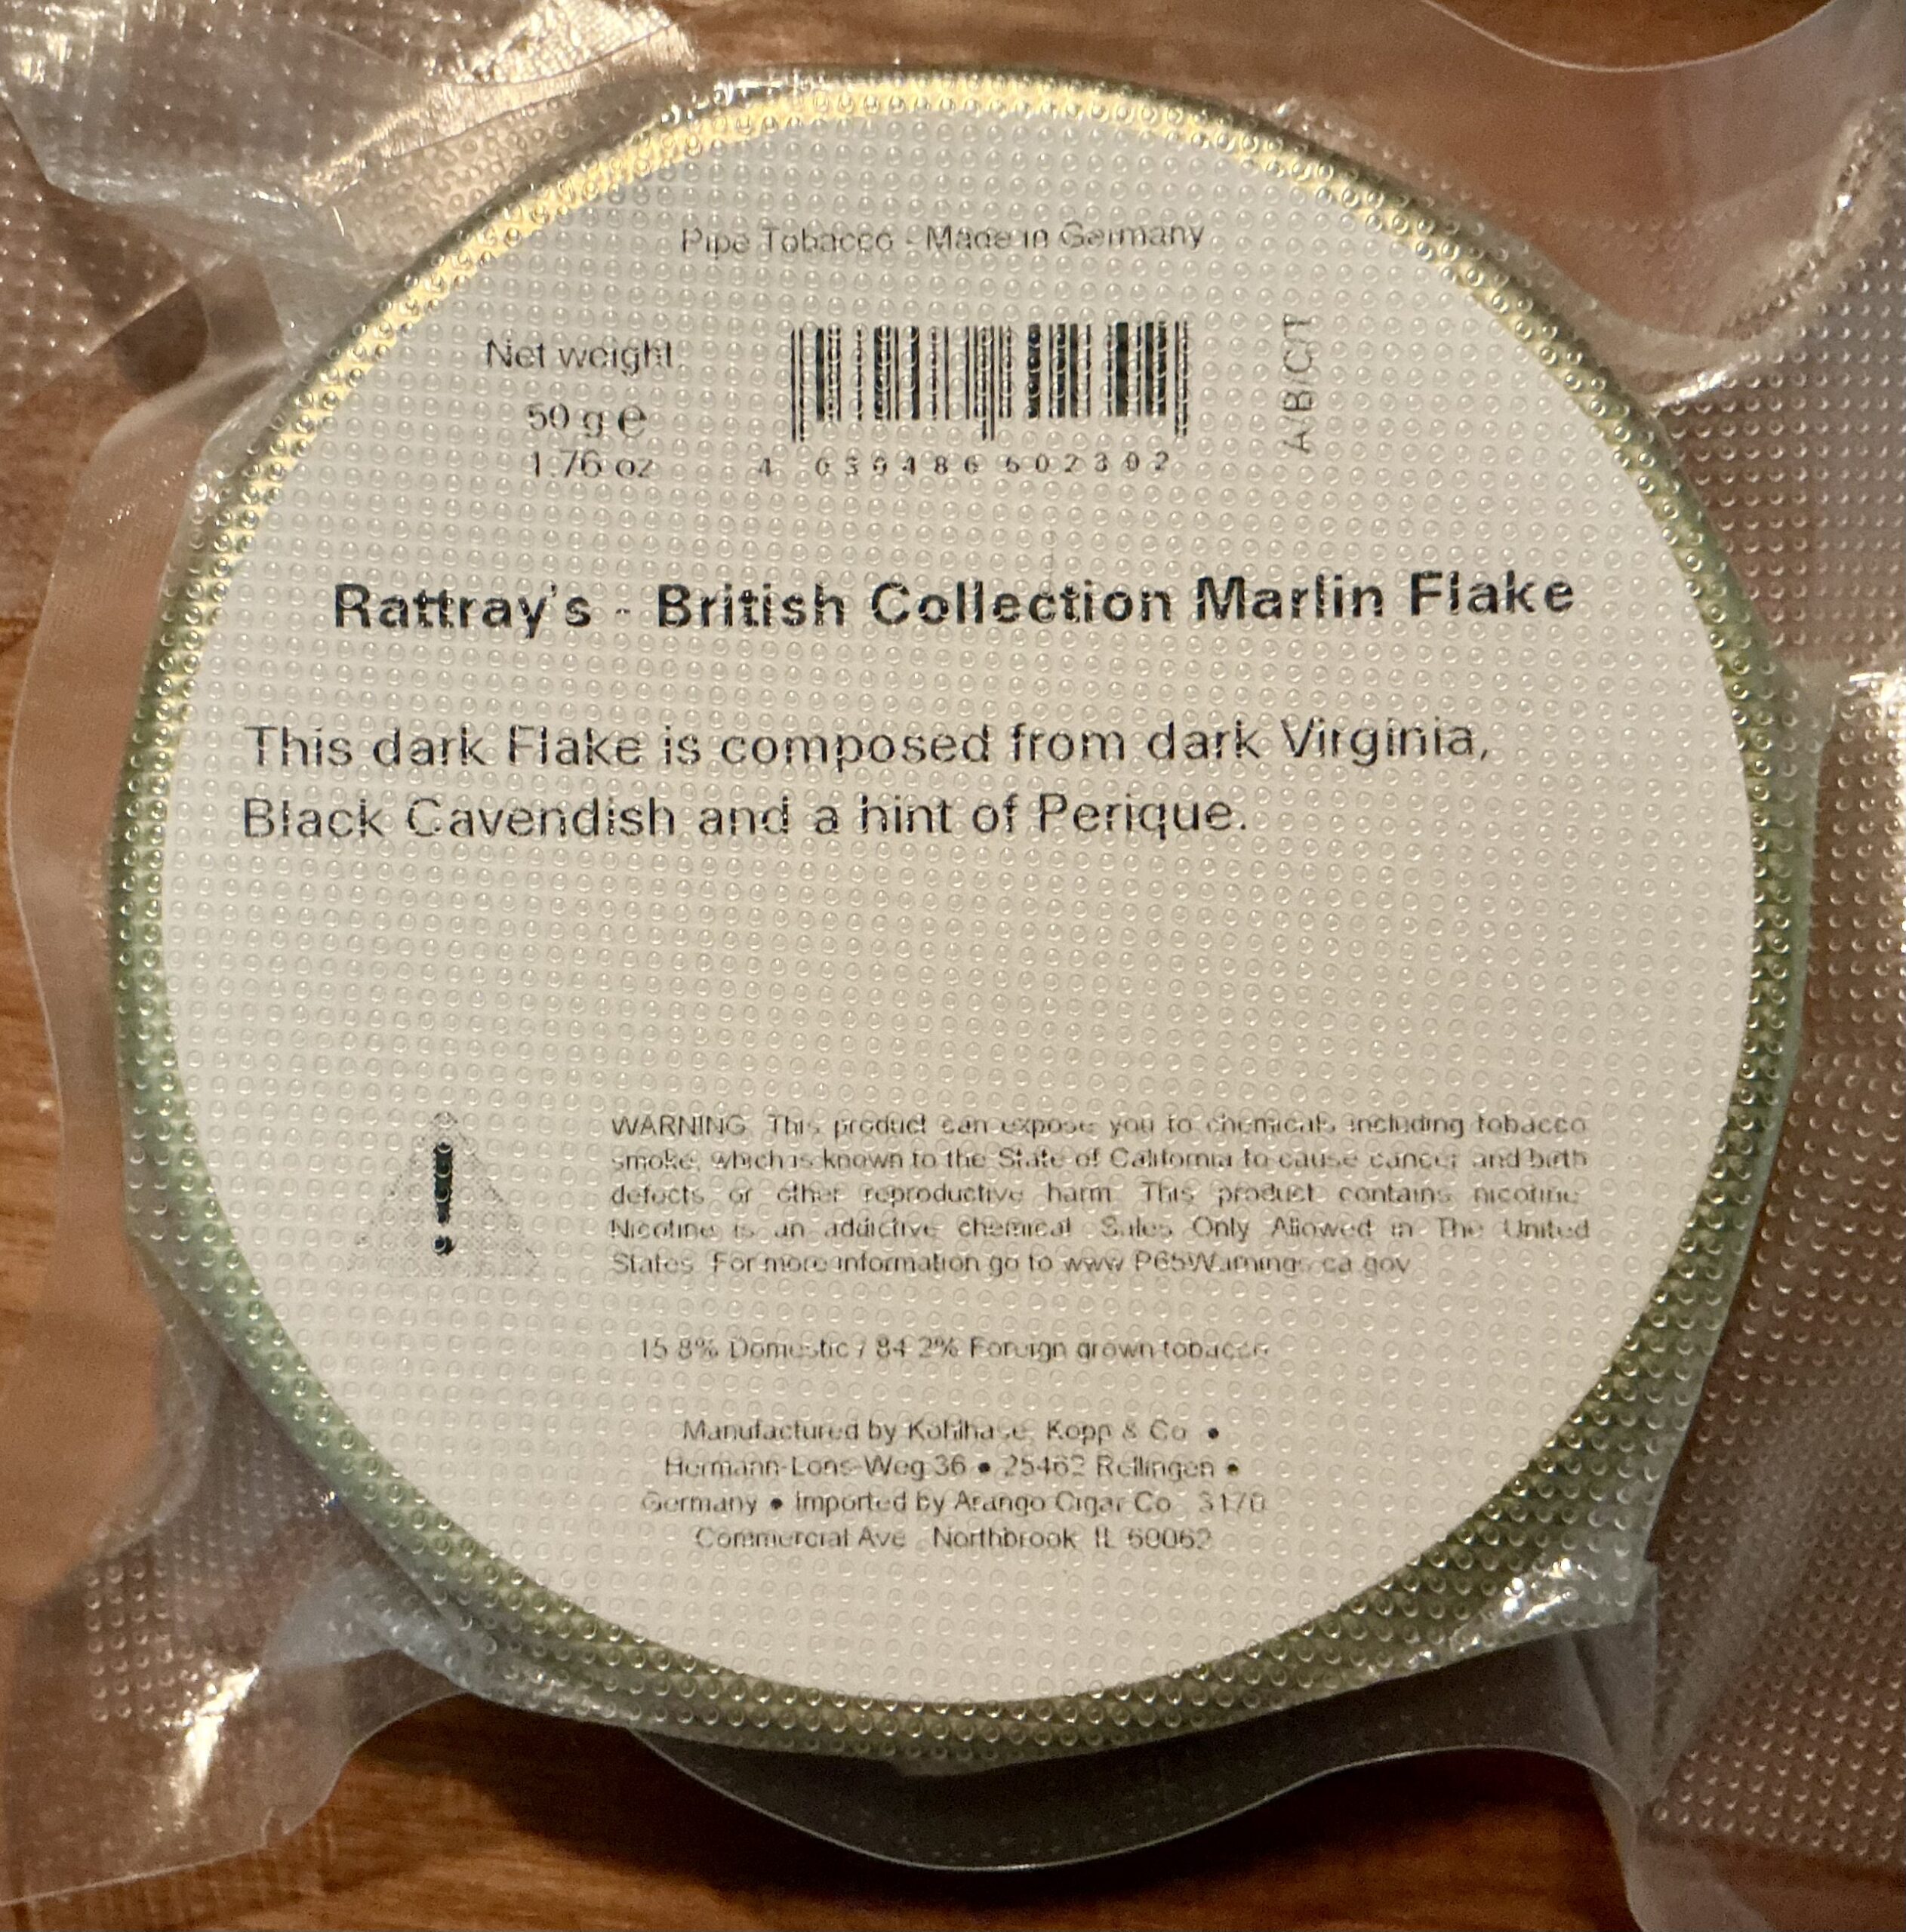 Pipe Tobacco - Made in Germany
Net weight
50 g e
1.76 oz
A/B/C/T
Rattray's - British Collection Marlin Flake
This dark Flake is composed from dark Virginia,
Black Cavendish and a hint of Perique.
WARNING: This product can expose you to chemicals including tobacco
smoke, which is known to the State of California to cause cancer and birth
defects or other reproductive harm. This product contains nicotine.
Nicotine is an addictive chemical. Sales Only Allowed in The United
States. For more information go to www.P65Warnings.ca.gov
15.8% Domestic / 84.2% Foreign grown tobacco
Manufactured by Kohlhase, Kopp & Co. •
Hermann-Löns-Weg 36 • 25462 Rellingen •
Germany • Imported by Arango Cigar Co.
Commercial Ave., Northbrook, IL 60062